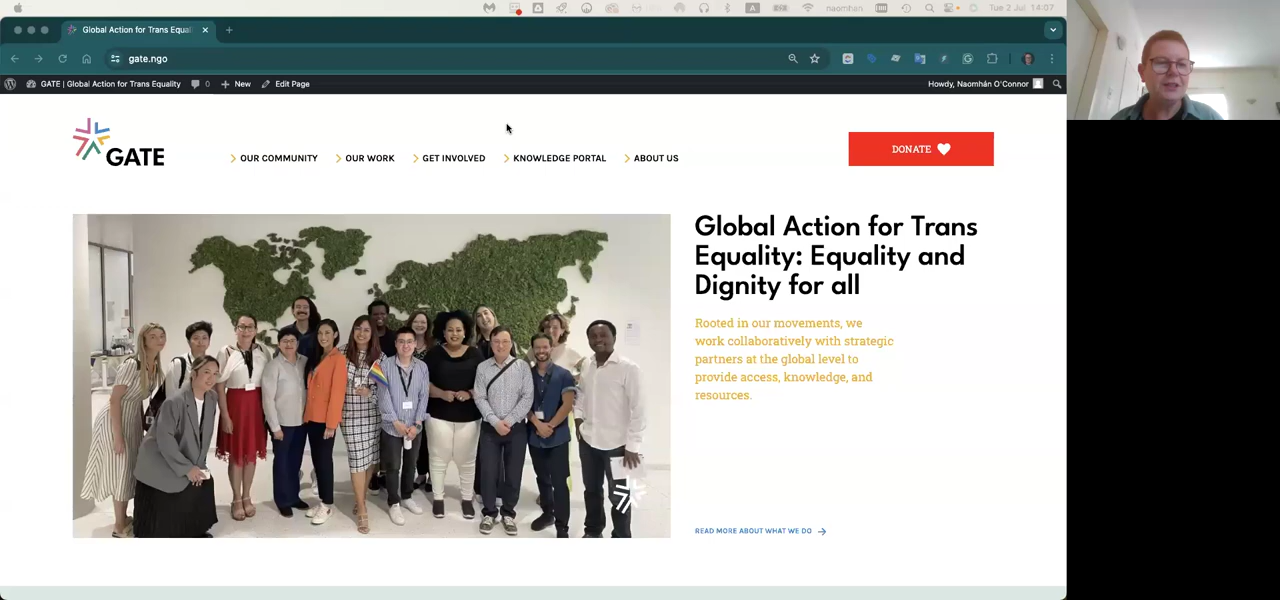 naomhan
A
Tue 2 Jul 14:07
Global Action for Trans Equal
gate.ngo
GATE | Global Action for Trans Equality 0 New Edit Page Howdy, Naomhán O'Connor
GATE
OUR COMMUNITY OUR WORK GET INVOLVED KNOWLEDGE PORTAL ABOUT US
DONATE
Global Action for Trans
Equality: Equality and
Dignity for all
Rooted in our movements, we
work collaboratively with strategic
partners at the global level to
provide access, knowledge, and
resources.
READ MORE ABOUT WHAT WE DO